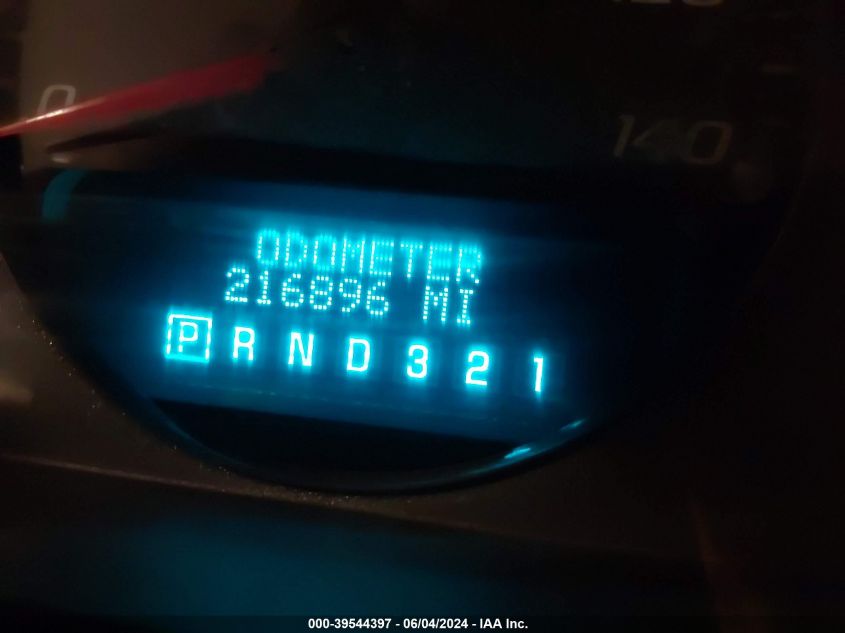 0
140
ODOMETER
216896 MI
P R N D 3 2 1
000-39544397 - 06/04/2024 - IAA Inc.